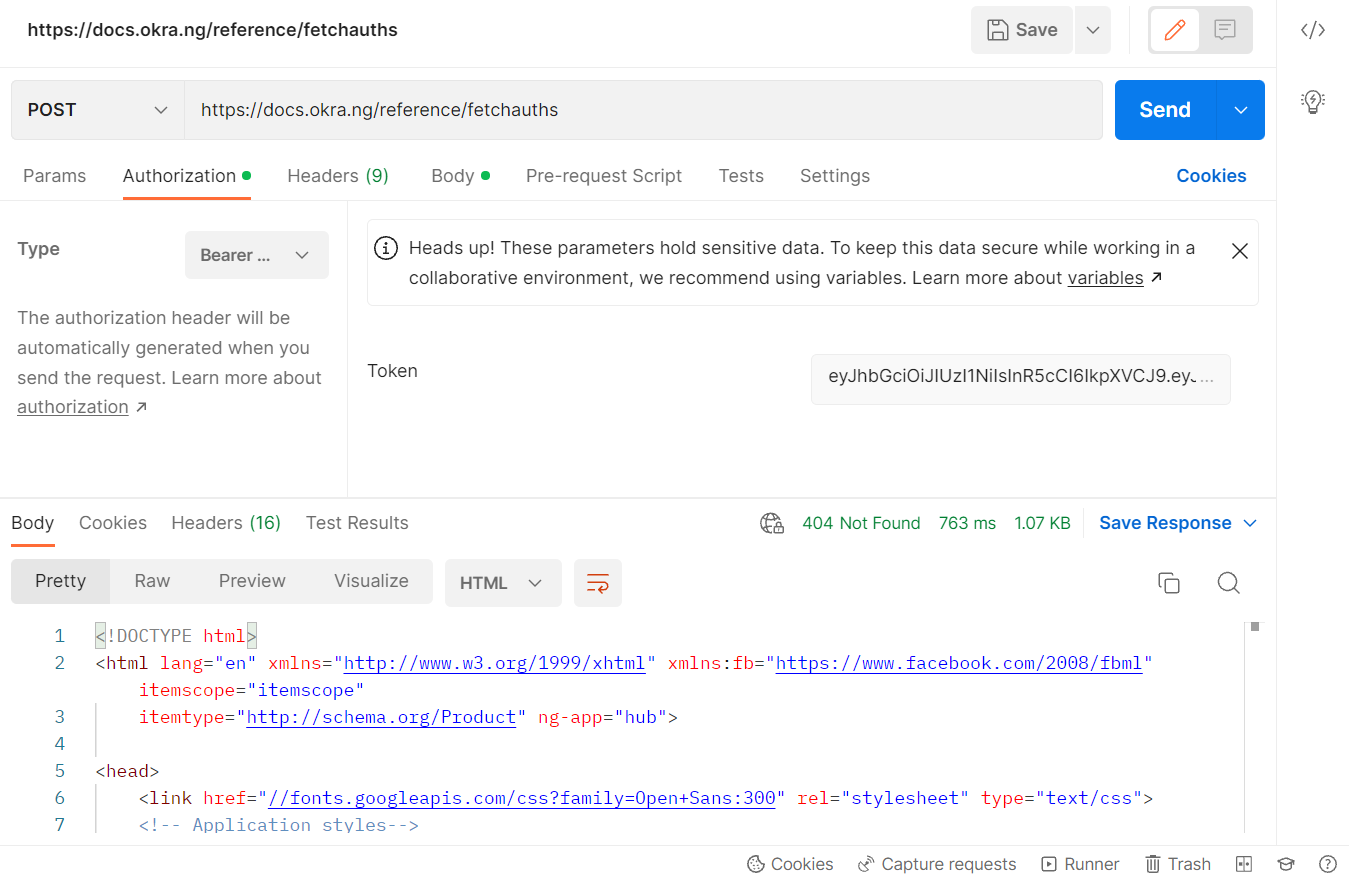 https://docs.okra.ng/reference/fetchauths
Save
POST
https://docs.okra.ng/reference/fetchauths
Send
Params Authorization Headers (9) Body Pre-request Script Tests Settings Cookies
Type
Bearer ...
Heads up! These parameters hold sensitive data. To keep this data secure while working in a
collaborative environment, we recommend using variables. Learn more about variables
The authorization header will be
automatically generated when you
send the request. Learn more about
authorization
Token
eyJhbGciOiJIUzI1NiIsInR5cCI6IkpXVCJ9.eyJ...
Body Cookies Headers (16) Test Results 404 Not Found 763 ms 1.07 KB Save Response
Pretty Raw Preview Visualize HTML
1 <!DOCTYPE html>
2 <html lang="en" xmlns="http://www.w3.org/1999/xhtml" xmlns:fb="https://www.facebook.com/2008/fbml"
itemscope="itemscope"
3 itemtype="http://schema.org/Product" ng-app="hub">
4
5 <head>
6 <link href="//fonts.googleapis.com/css?family=Open+Sans:300" rel="stylesheet" type="text/css">
7 <!-- Application styles-->
Cookies Capture requests Runner Trash